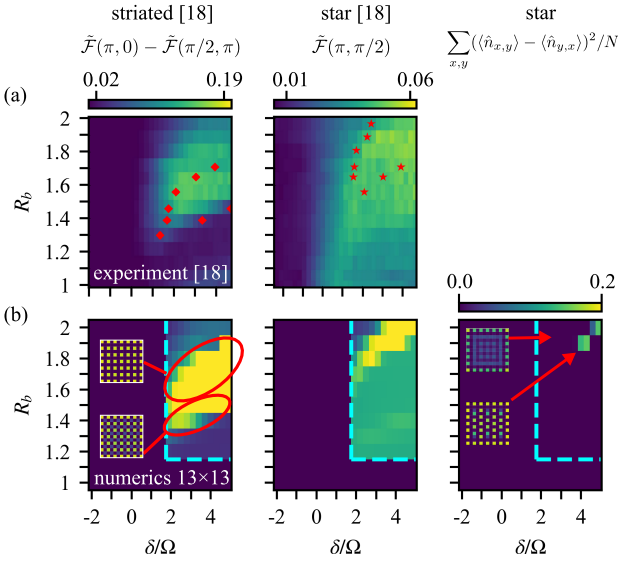 striated [18]
star [18]
star
𝓕̃(π, 0) − 𝓕̃(π/2, π)
𝓕̃(π, π/2)
∑x,y(⟨n̂x,y⟩ − ⟨n̂y,x⟩)²/N
0.02 0.19
0.01 0.06
(a)
2
1.8
1.6
1.4
1.2
1
Rb
experiment [18]
0.0 0.2
(b)
2
1.8
1.6
1.4
1.2
1
Rb
numerics 13×13
-2 0 2 4
-2 0 2 4
-2 0 2 4
δ/Ω
δ/Ω
δ/Ω